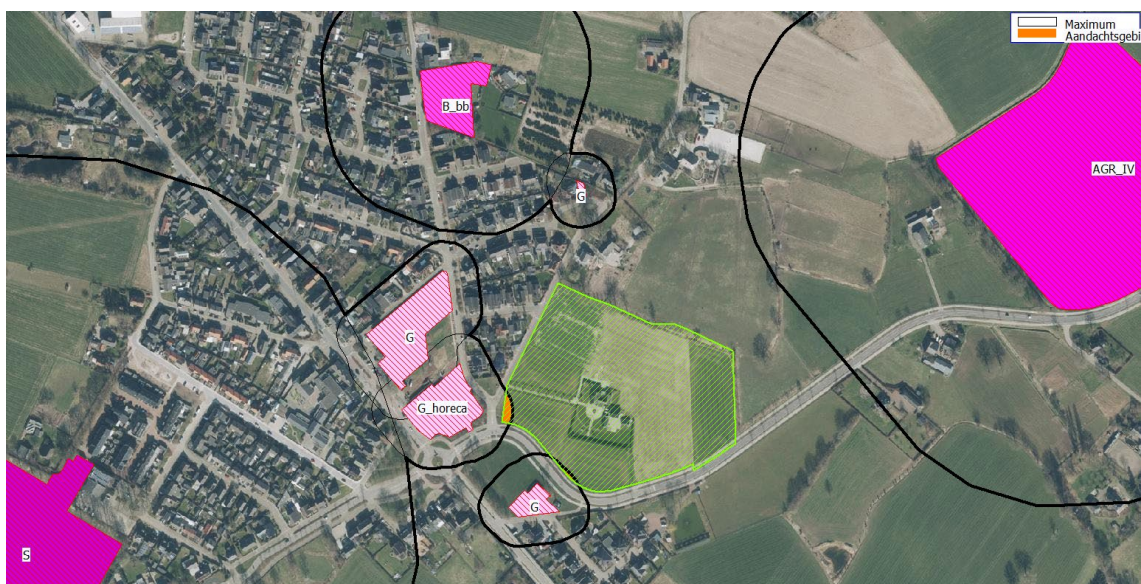 Maximum
Aandachtsgebi
B_bb
AGR_IV
G
G
G_horeca
G
S